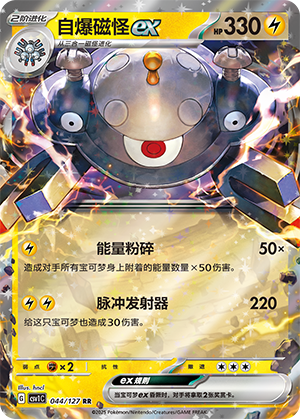 2阶进化
自爆磁怪ex
HP330
从三合一磁怪进化
能量粉碎 50×
造成对手所有宝可梦身上附着的能量数量×50伤害。
脉冲发射器 220
给这只宝可梦也造成30伤害。
弱点 ×2 抗性 撤退
Illus. hncl
ex规则
G CSV1C 044/127 RR
当宝可梦ex昏厥时,对手将拿取2张奖赏卡。
©2025 Pokémon/Nintendo/Creatures/GAME FREAK